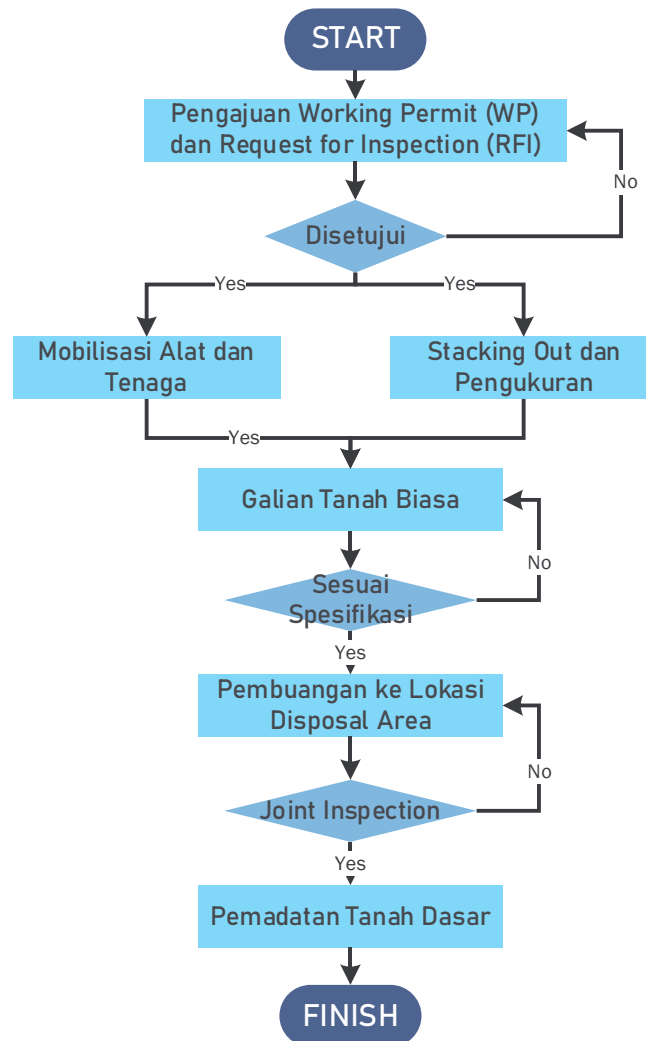 START
Pengajuan Working Permit (WP)
dan Request for Inspection (RFI)
No
Disetujui
Yes
Yes
Mobilisasi Alat dan
Tenaga
Stacking Out dan
Pengukuran
Yes
Galian Tanah Biasa
No
Sesuai
Spesifikasi
Yes
Pembuangan ke Lokasi
Disposal Area
No
Joint Inspection
Yes
Pemadatan Tanah Dasar
FINISH